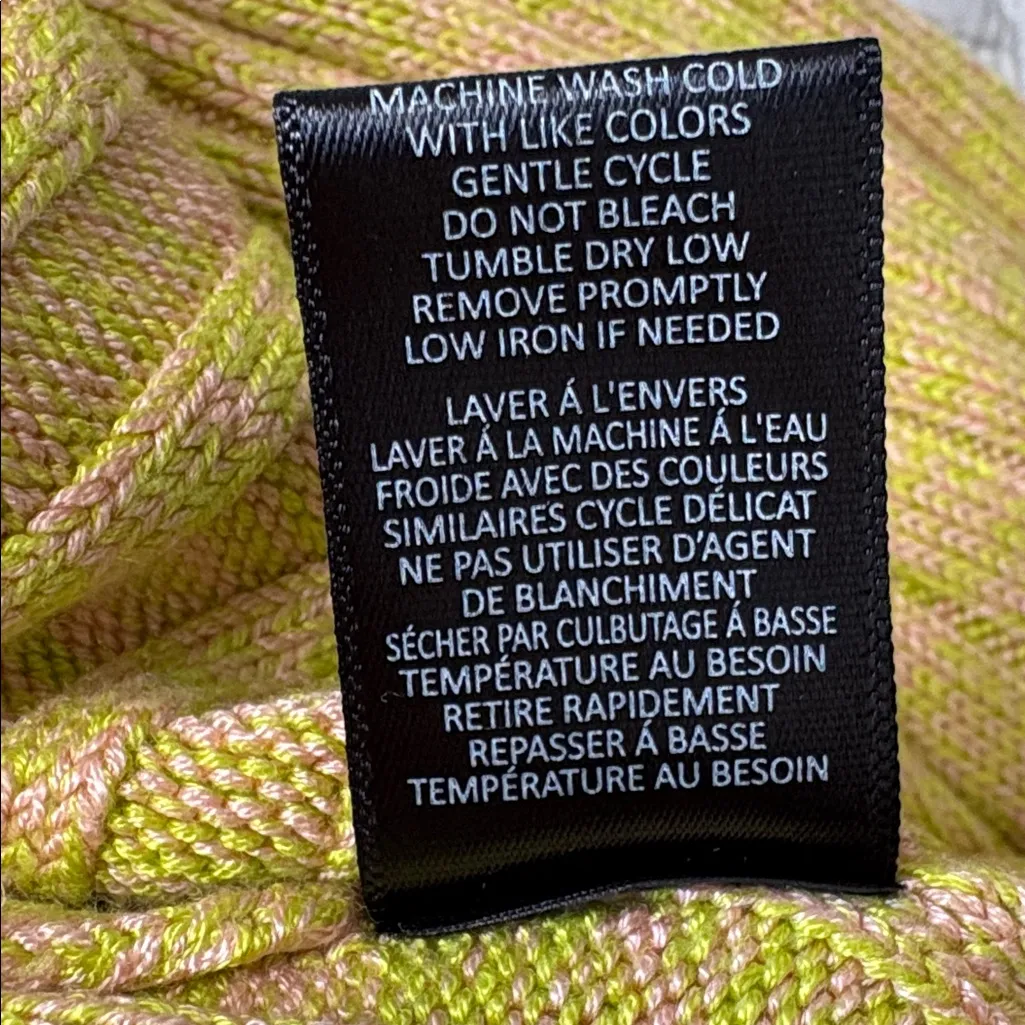 MACHINE WASH COLD
WITH LIKE COLORS
GENTLE CYCLE
DO NOT BLEACH
TUMBLE DRY LOW
REMOVE PROMPTLY
LOW IRON IF NEEDED
LAVER Á L'ENVERS
LAVER Á LA MACHINE Á L'EAU
FROIDE AVEC DES COULEURS
SIMILAIRES CYCLE DÉLICAT
NE PAS UTILISER D’AGENT
DE BLANCHIMENT
SÉCHER PAR CULBUTAGE Á BASSE
TEMPÉRATURE AU BESOIN
RETIRE RAPIDEMENT
REPASSER Á BASSE
TEMPÉRATURE AU BESOIN